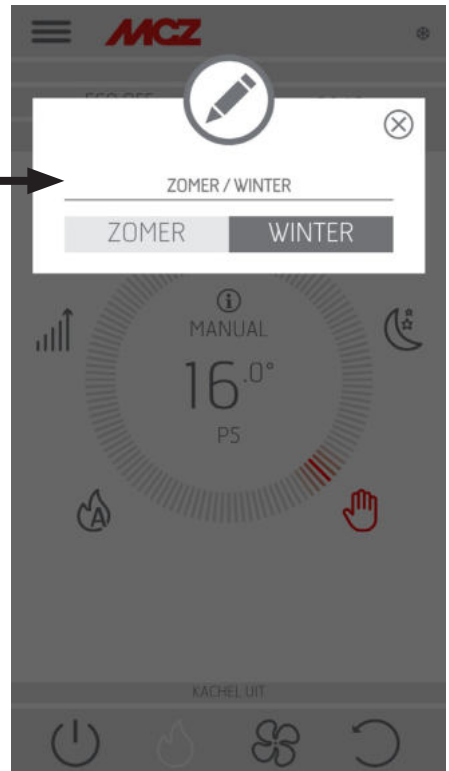 MCZ
ZOMER / WINTER
ZOMER WINTER
MANUAL
16.0°
P5
A
KACHEL UIT